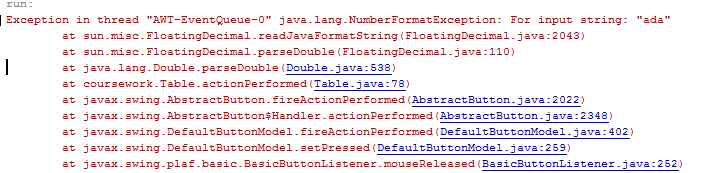 run:
Exception in thread "AWT-EventQueue-0" java.lang.NumberFormatException: For input string: "ada"
at sun.misc.FloatingDecimal.readJavaFormatString(FloatingDecimal.java:2043)
at sun.misc.FloatingDecimal.parseDouble(FloatingDecimal.java:110)
at java.lang.Double.parseDouble(Double.java:538)
at coursework.Table.actionPerformed(Table.java:78)
at javax.swing.AbstractButton.fireActionPerformed(AbstractButton.java:2022)
at javax.swing.AbstractButton$Handler.actionPerformed(AbstractButton.java:2348)
at javax.swing.DefaultButtonModel.fireActionPerformed(DefaultButtonModel.java:402)
at javax.swing.DefaultButtonModel.setPressed(DefaultButtonModel.java:259)
at javax.swing.plaf.basic.BasicButtonListener.mouseReleased(BasicButtonListener.java:252)